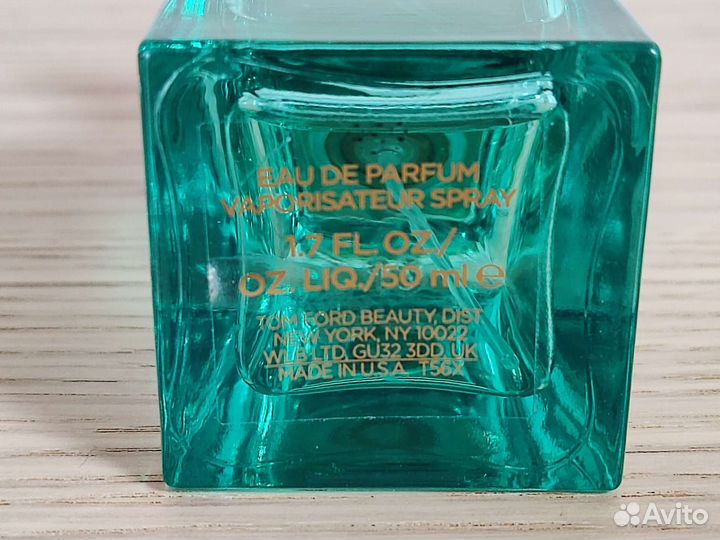 EAU DE PARFUM
VAPORISATEUR SPRAY
1.7 FL. OZ./
OZ. LIQ./50 ml ℮
TOM FORD BEAUTY, DIST.
NEW YORK, NY 10022
WLB LTD, GU32 3DD, UK
MADE IN U.S.A. T56X
Avito